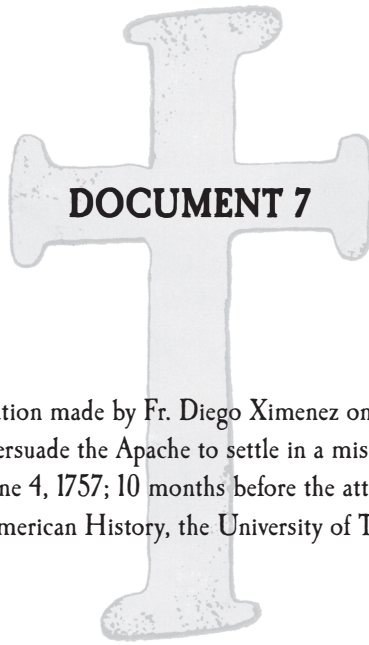 DOCUMENT 7
ation made by Fr. Diego Ximenez on
ersuade the Apache to settle in a mis
ne 4, 1757; 10 months before the att
merican History, the University of T